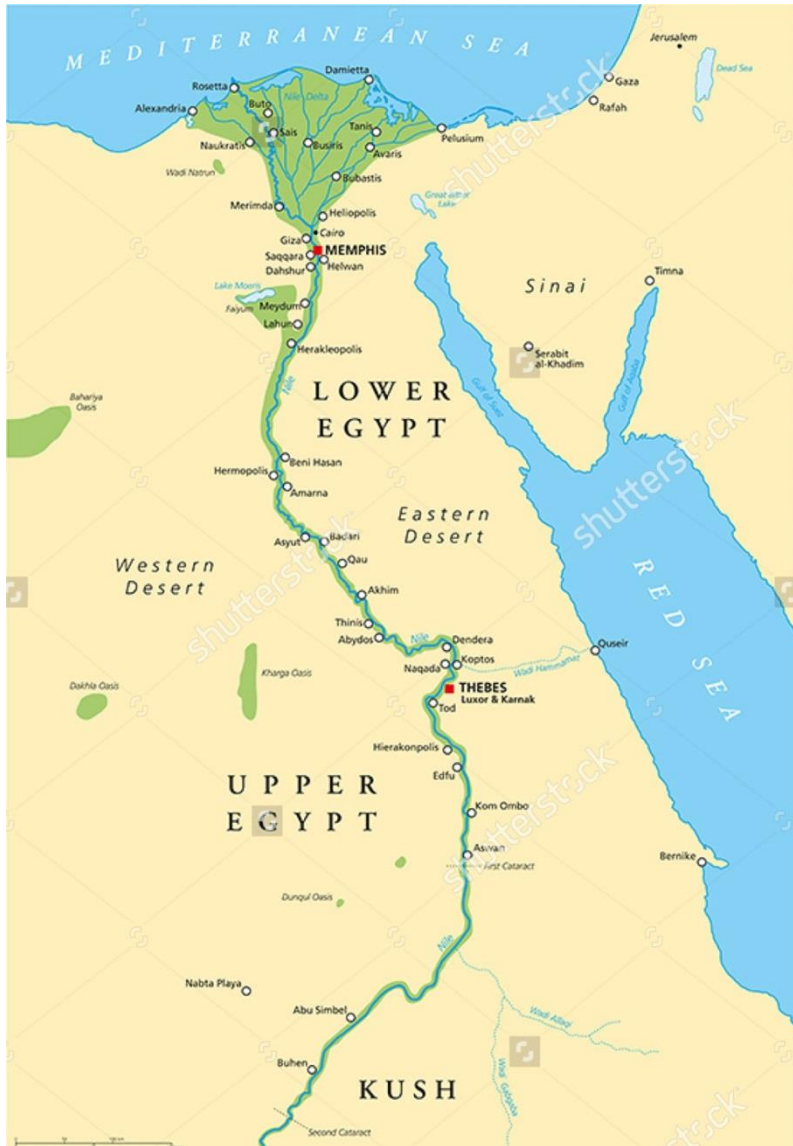 MEDITERRANEAN SEA
Jerusalem
Dead Sea
Damietta
Rosetta
Gaza
Alexandria
Buto
Nile Delta
Rafah
Tanis
Sais
Pelusium
Naukratis
Busiris
Avaris
Wadi Natrun
Bubastis
Merimda
Heliopolis
Giza
Cairo
MEMPHIS
Saqqara
Helwan
Dahshur
Timna
Sinai
Lake Moeris
Faiyum
Meydum
Lahun
Herakleopolis
Serabit
al-Khadim
Gulf of Suez
Gulf of Aqaba
Nile
LOWER
EGYPT
Bahariya
Oasis
Beni Hasan
Hermopolis
Amarna
Eastern
Desert
Asyut
Badari
Western
Desert
Qau
Akhim
RED SEA
Thinis
Abydos
Nile
Dendera
Quseir
Naqada
Koptos
Wadi Hammamat
Kharga Oasis
Dakhla Oasis
THEBES
Luxor & Karnak
Tod
Hierakonpolis
Edfu
UPPER
EGYPT
Kom Ombo
Aswan
First Cataract
Bernike
Dunqul Oasis
Nile
Nabta Playa
Abu Simbel
Wadi Allaqi
Buhen
Wadi Gabgaba
KUSH
Second Cataract
shutterstock
shutterstock
shutterstock
shutterstock